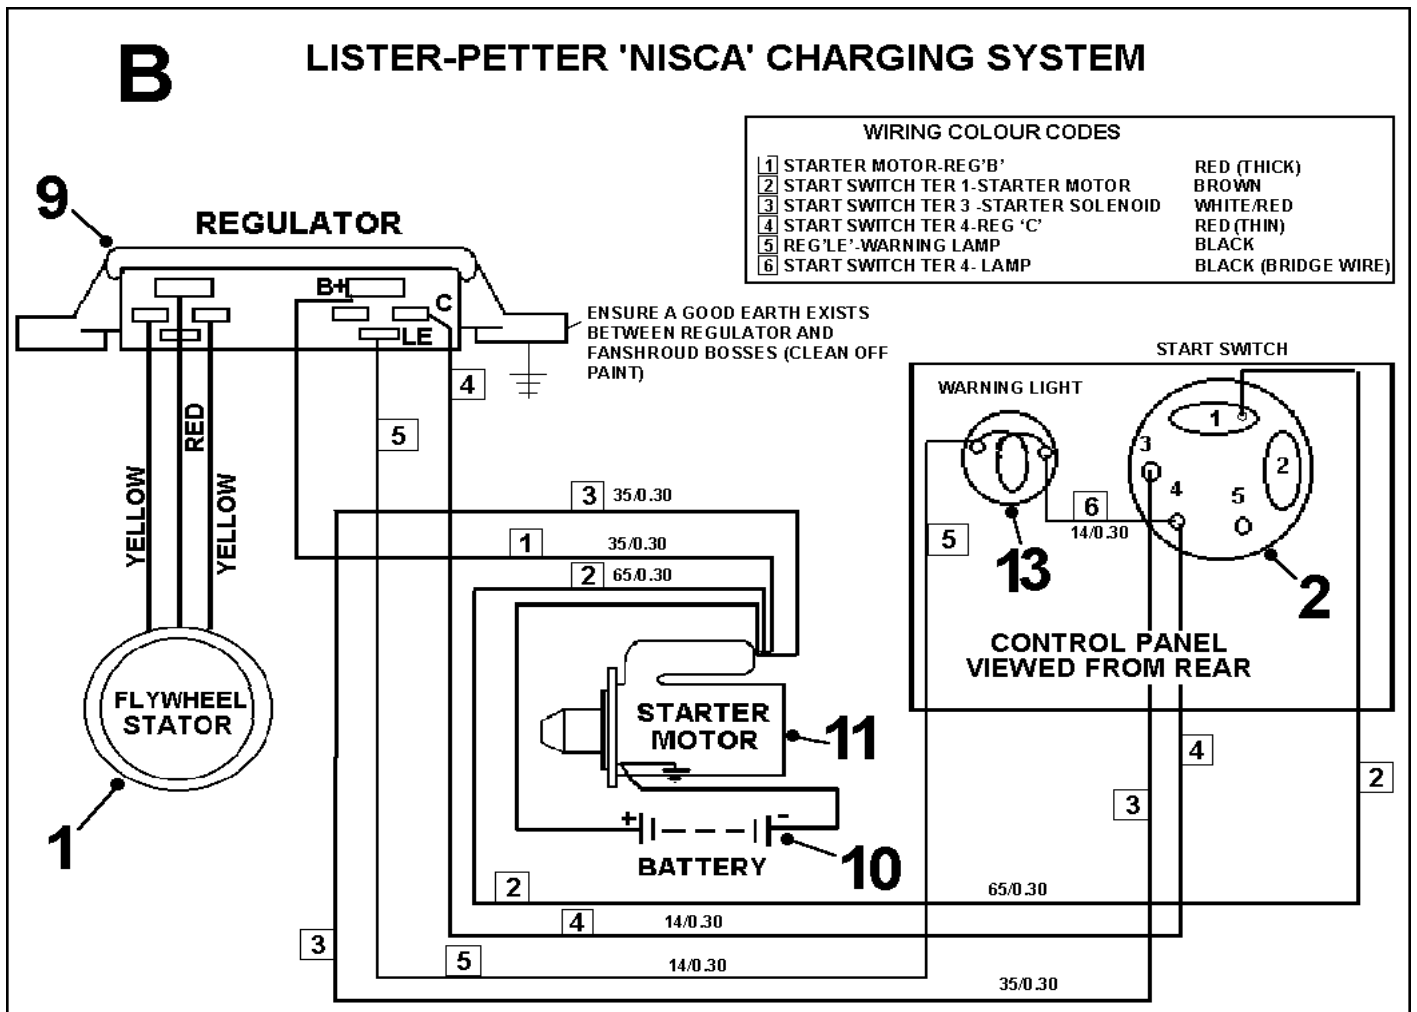 B
LISTER-PETTER 'NISCA' CHARGING SYSTEM
WIRING COLOUR CODES
1 STARTER MOTOR-REG'B' RED (THICK)
2 START SWITCH TER 1-STARTER MOTOR BROWN
3 START SWITCH TER 3 -STARTER SOLENOID WHITE/RED
4 START SWITCH TER 4-REG ‘C’ RED (THIN)
5 REG'LE'-WARNING LAMP BLACK
6 START SWITCH TER 4- LAMP BLACK (BRIDGE WIRE)
9
REGULATOR
B+
C
LE
ENSURE A GOOD EARTH EXISTS
BETWEEN REGULATOR AND
FANSHROUD BOSSES (CLEAN OFF
PAINT)
4
5
YELLOW
RED
YELLOW
START SWITCH
WARNING LIGHT
1
2
3
4
5
6
14/0.30
5
13
2
CONTROL PANEL
VIEWED FROM REAR
3 35/0.30
1 35/0.30
2 65/0.30
FLYWHEEL
STATOR
1
STARTER
MOTOR
11
4
2
3
+ -
BATTERY
10
2 65/0.30
4 14/0.30
3
5 14/0.30
35/0.30